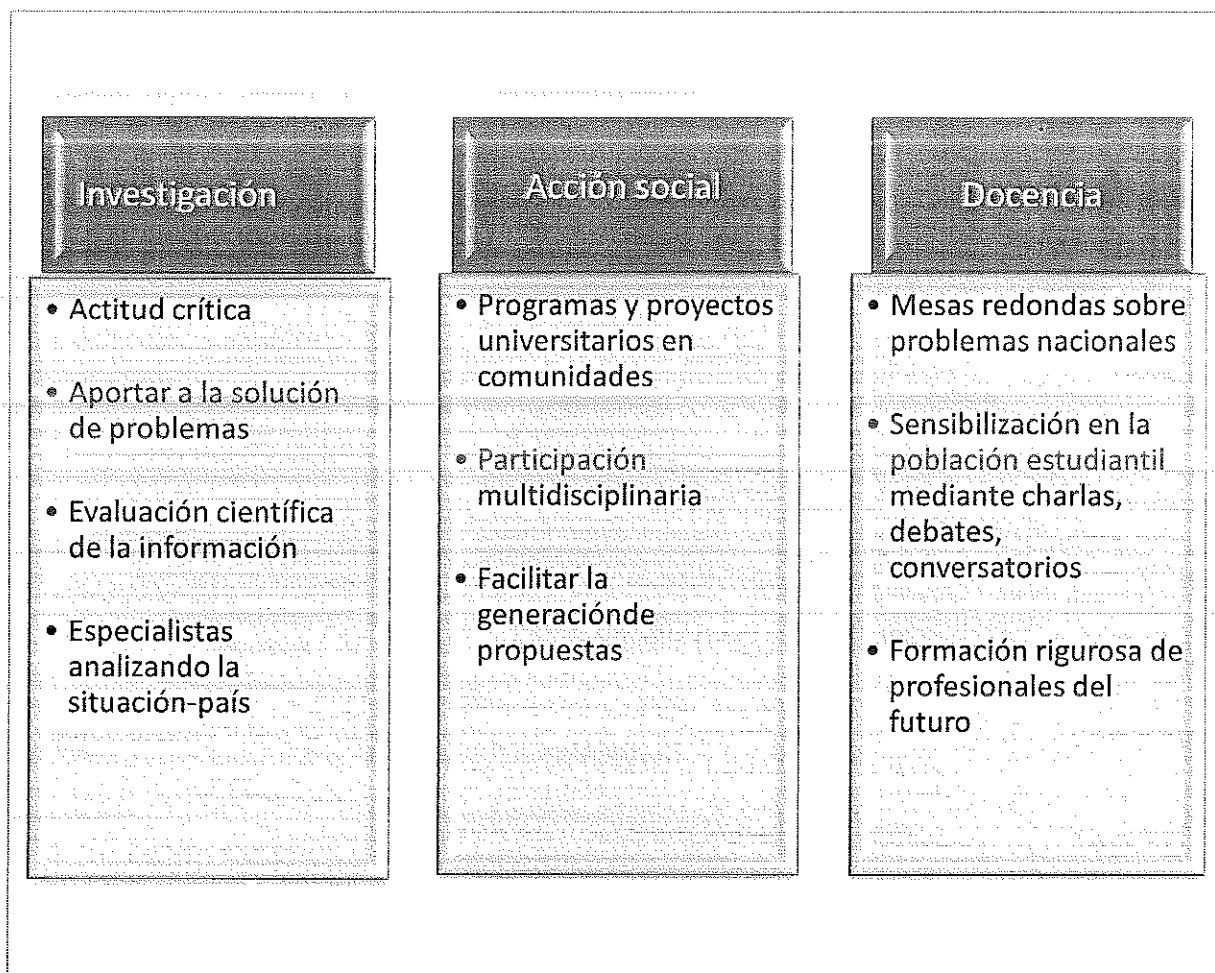 Investigación
• Actitud crítica
• Aportar a la solución
de problemas
• Evaluación científica
de la información
• Especialistas
analizando la
situación-país
Acción social
• Programas y proyectos
universitarios en
comunidades
• Participación
multidisciplinaria
• Facilitar la
generaciónde
propuestas
Docencia
• Mesas redondas sobre
problemas nacionales
• Sensibilización en la
población estudiantil
mediante charlas,
debates,
conversatorios
• Formación rigurosa de
profesionales del
futuro